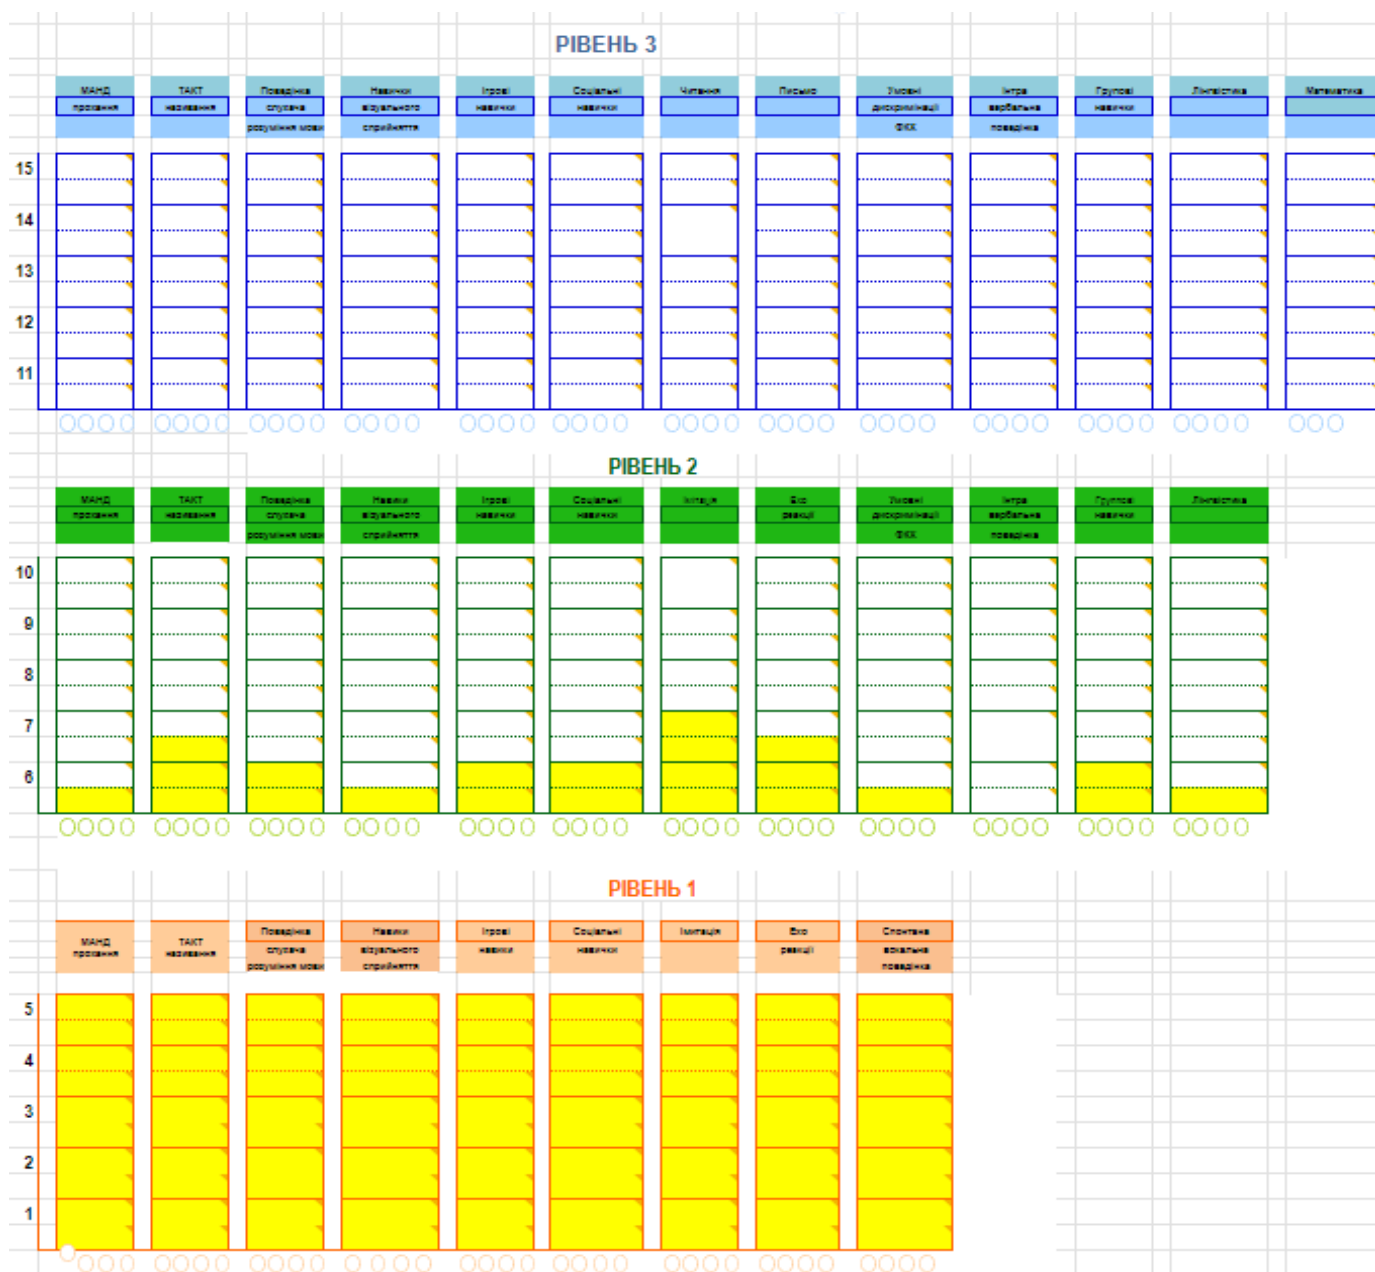 РІВЕНЬ 3
МАНД ТАКТ Поведінка Навички Ігрові Соціальні Читання Письмо Умовні Інтра Групові Лінгвістика Математика
прохання називання слухача візуального навички навички дискримінації вербальна навички
розуміння мови сприйняття ФКХ поведінка
15
14
13
12
11
РІВЕНЬ 2
МАНД ТАКТ Поведінка Навики Ігрові Соціальні Імітація Ехо Умовні Інтра Группові Лінгвістика
прохання називання слухача візуального навички навички реакції дискримінації вербальна навички
розуміння мови сприйняття ФКХ поведінка
10
9
8
7
6
РІВЕНЬ 1
МАНД ТАКТ Поведінка Навики Ігрові Соціальні Імитація Ехо Спонтана
прохання називання слухача візуального навики навички реакції вокальна
розуміння мови сприйняття поведінка
5
4
3
2
1